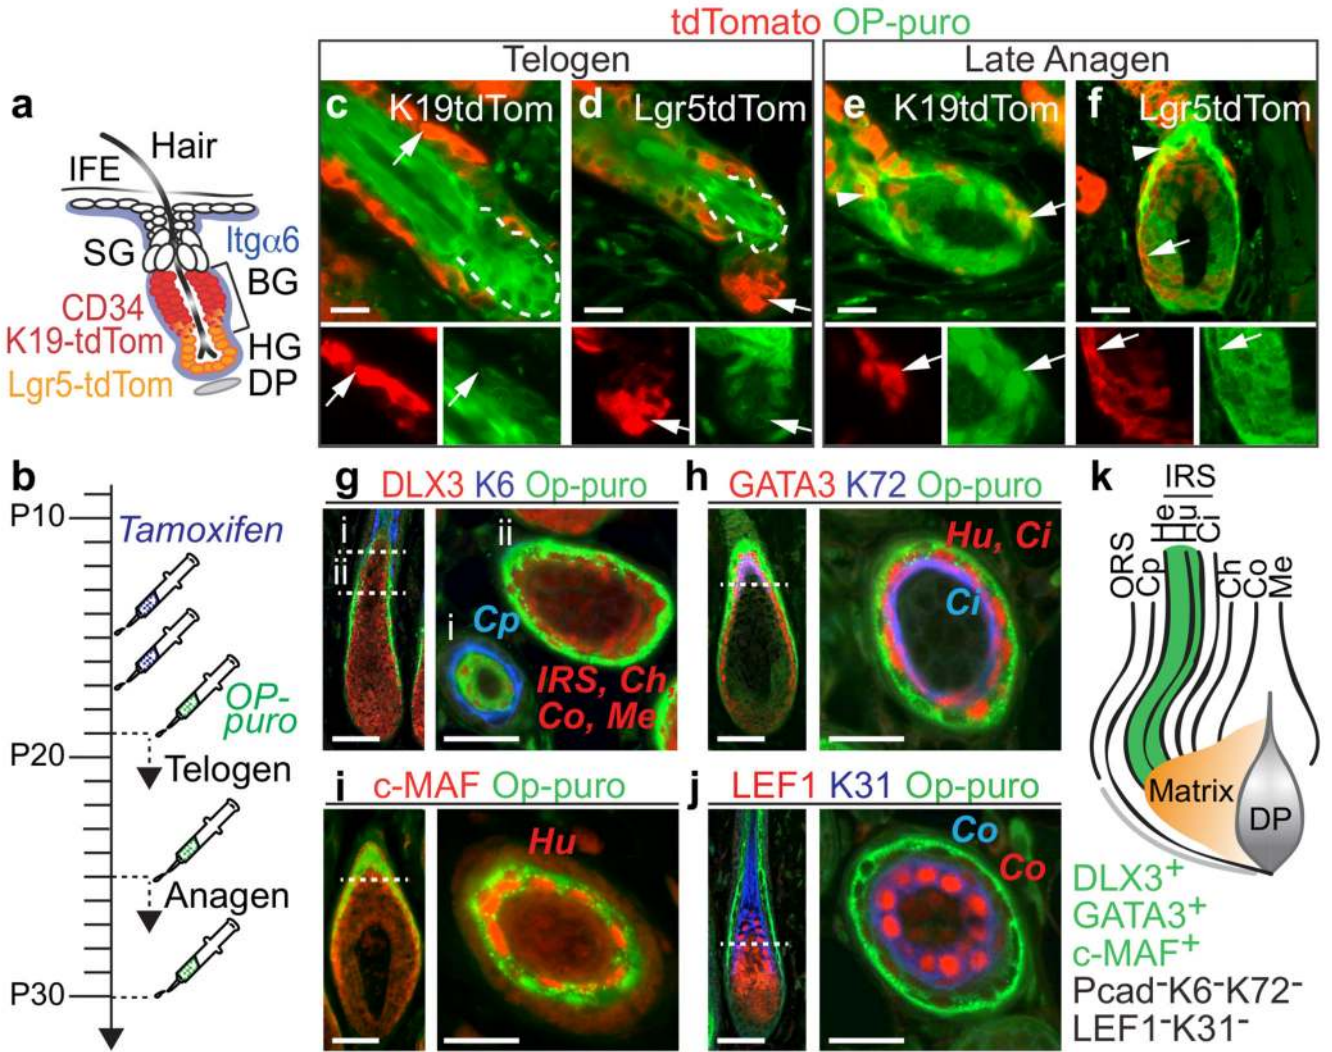 tdTomato OP-puro
Telogen
Late Anagen
a
Hair
IFE
Itgα6
SG
BG
CD34
K19-tdTom
HG
Lgr5-tdTom
DP
c
K19tdTom
d
Lgr5tdTom
e
K19tdTom
f
Lgr5tdTom
b
P10
Tamoxifen
OP-
puro
P20
Telogen
Anagen
P30
g DLX3 K6 Op-puro
i
ii
ii
i
Cp
IRS, Ch,
Co, Me
h GATA3 K72 Op-puro
Hu, Ci
Ci
i c-MAF Op-puro
Hu
j LEF1 K31 Op-puro
Co
Co
k
IRS
ORS
Cp
He
Hu
Ci
Ch
Co
Me
Matrix
DP
DLX3+
GATA3+
c-MAF+
Pcad-K6-K72-
LEF1-K31-